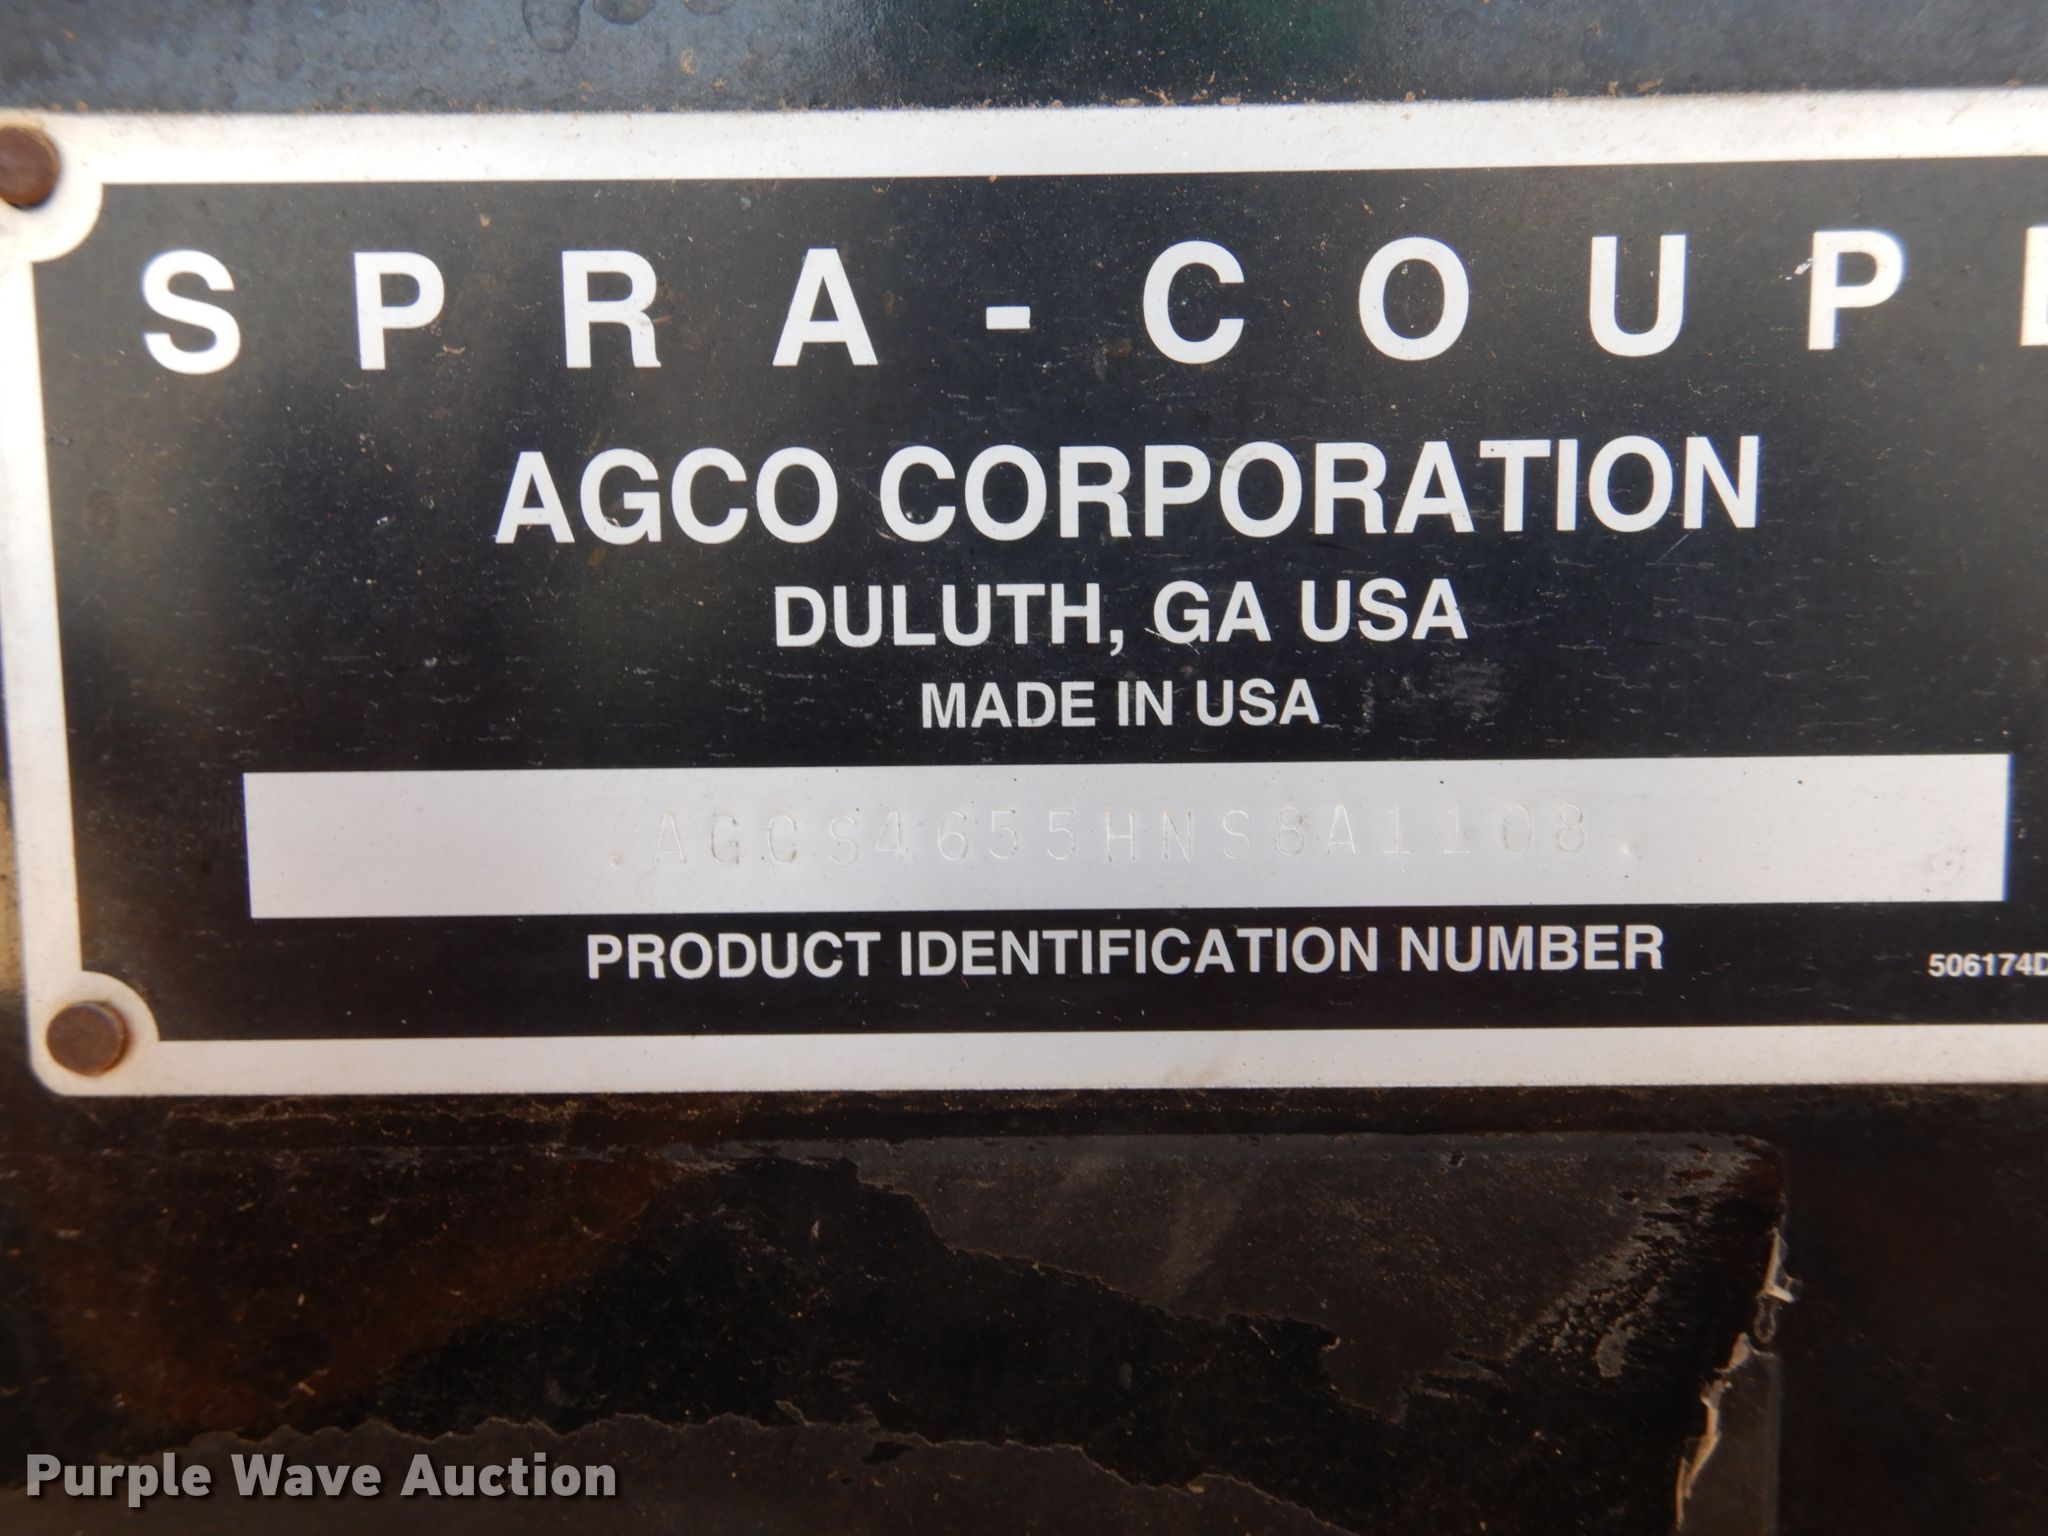 SPRA-COUPE
AGCO CORPORATION
DULUTH, GA USA
MADE IN USA
.AGCS4655HNS8A1108.
PRODUCT IDENTIFICATION NUMBER
506174D
Purple Wave Auction